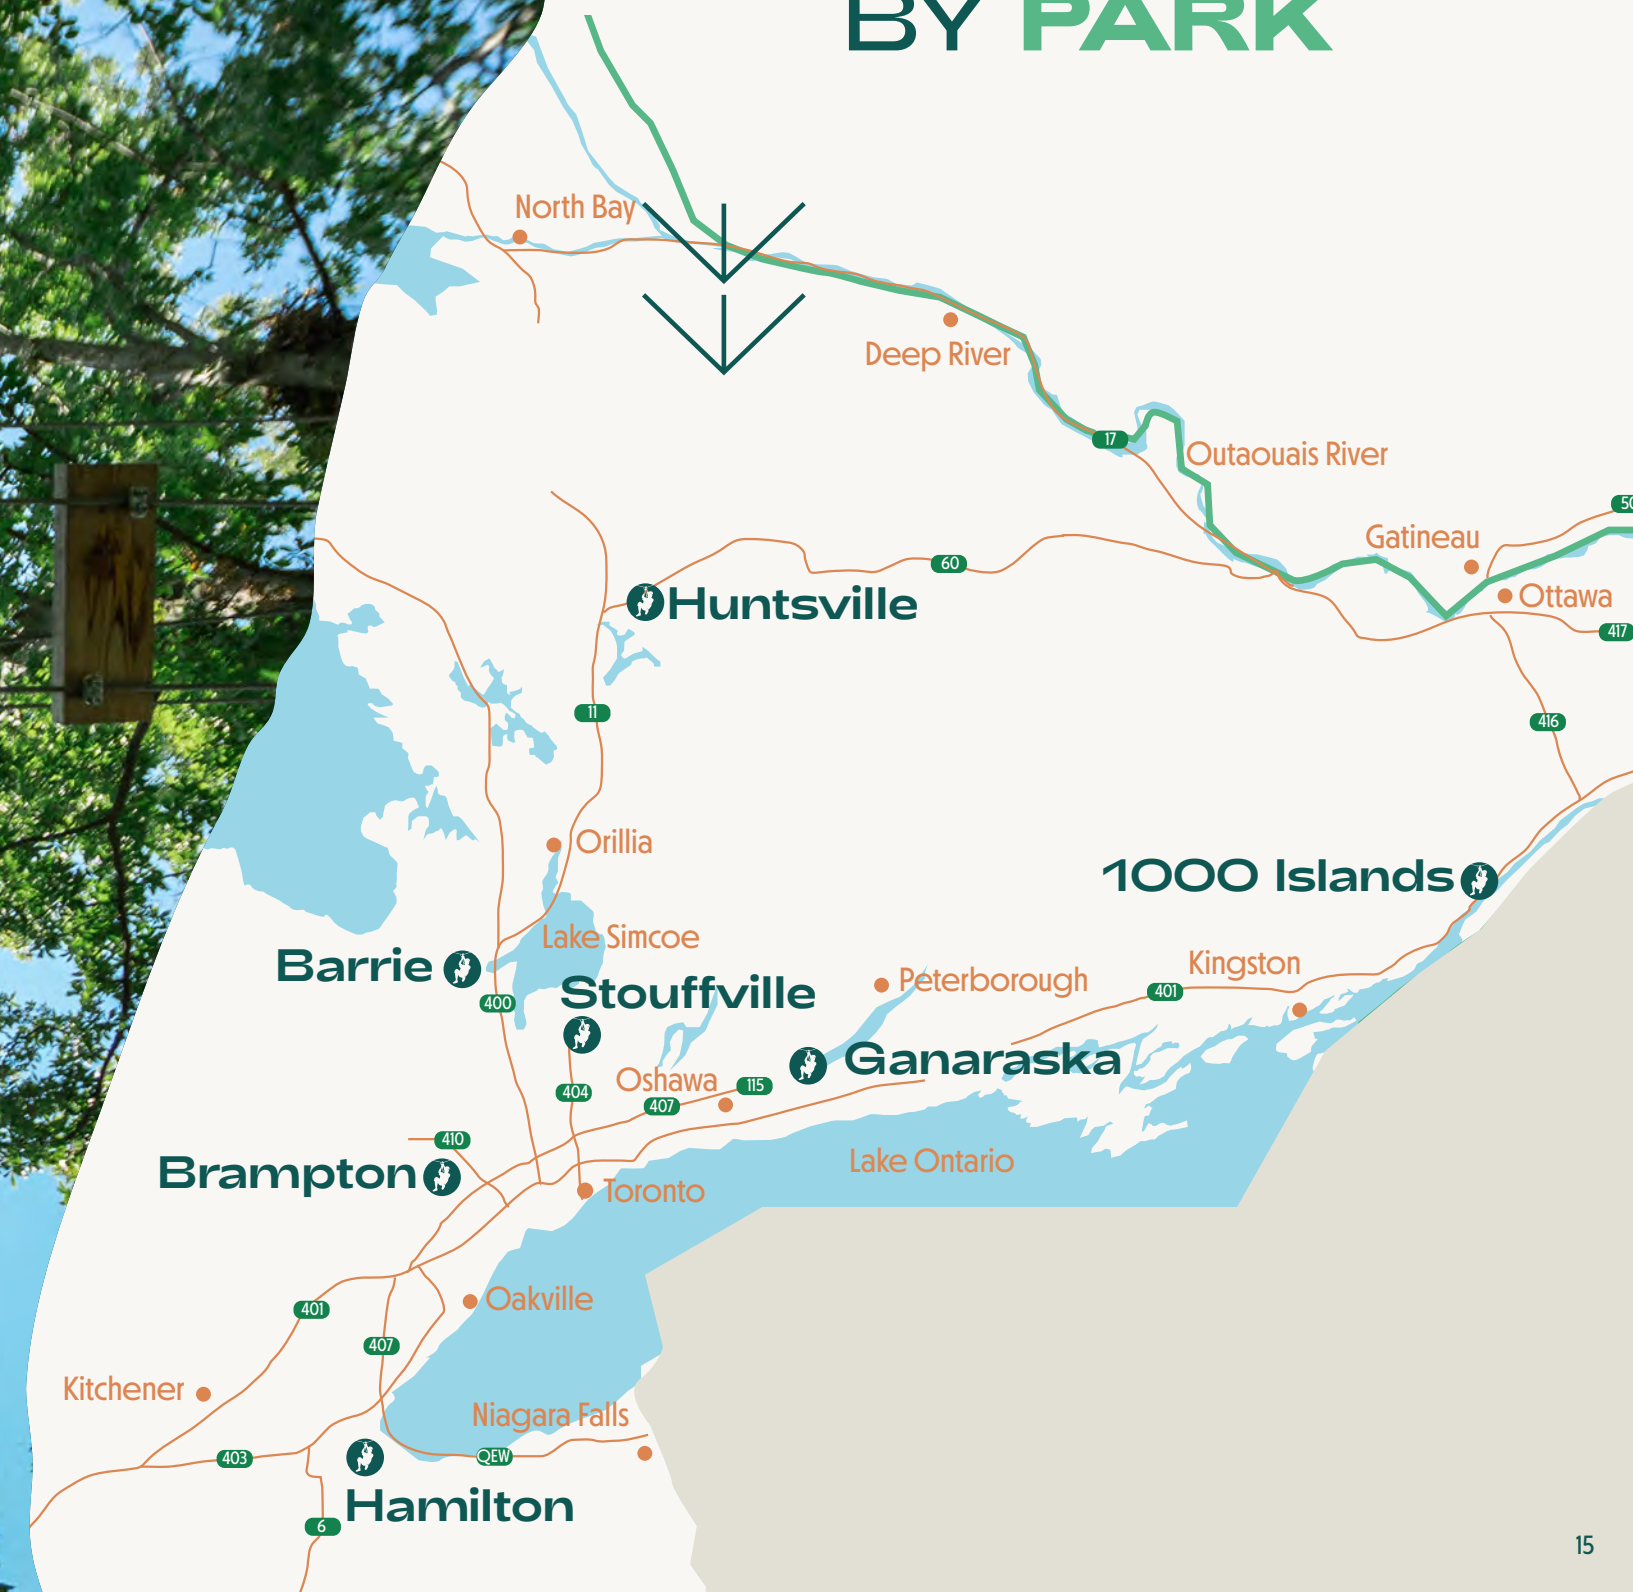 BY PARK
North Bay
Deep River
17
Outaouais River
50
Gatineau
60
Ottawa
Huntsville
417
11
416
Orillia
1000 Islands
Lake Simcoe
Barrie
Kingston
Peterborough
Stouffville
401
400
Ganaraska
Oshawa
115
404
407
410
Lake Ontario
Brampton
Toronto
Oakville
401
407
Kitchener
Niagara Falls
403
QEW
Hamilton
6
15